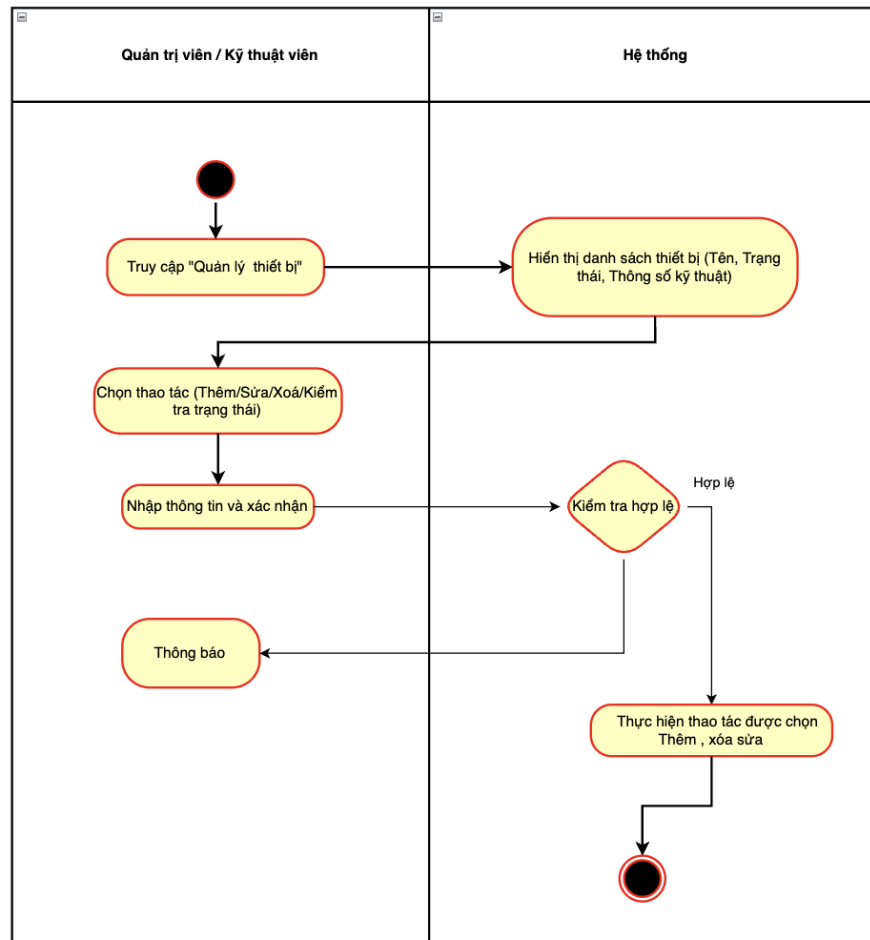 Quản trị viên / Kỹ thuật viên
Hệ thống
Truy cập "Quản lý thiết bị"
Hiển thị danh sách thiết bị (Tên, Trạng
thái, Thông số kỹ thuật)
Chọn thao tác (Thêm/Sửa/Xoá/Kiểm
tra trạng thái)
Nhập thông tin và xác nhận
Kiểm tra hợp lệ
Hợp lệ
Thông báo
Thực hiện thao tác được chọn
Thêm , xóa sửa